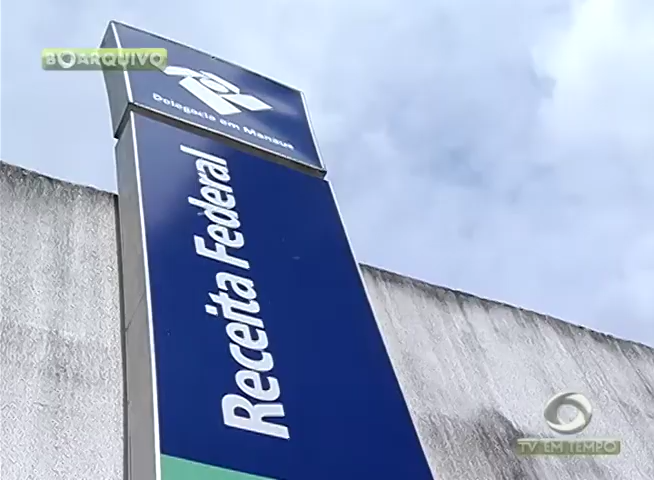 BOARQUIVO
Delegacia em Manaus
Receita Federal
TV EM TEMPO